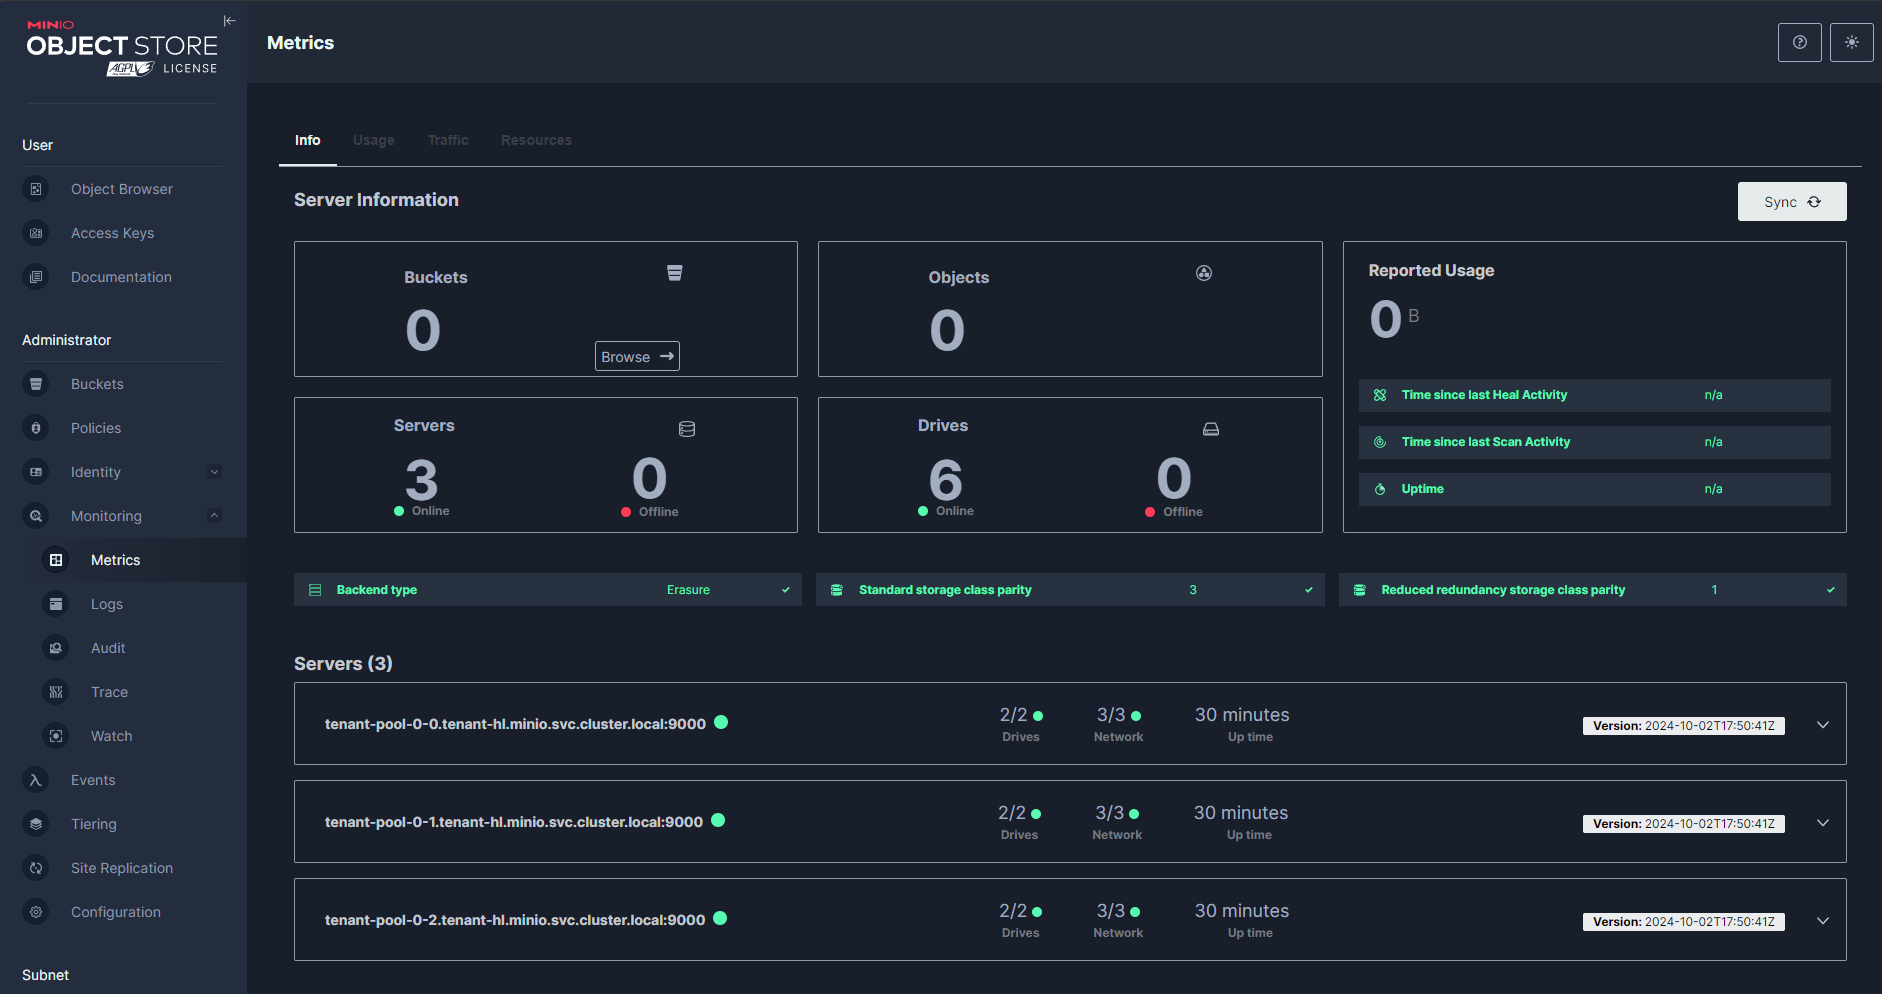 MINIO
OBJECT STORE
AGPLv3 LICENSE
Metrics
User
Object Browser
Access Keys
Documentation
Administrator
Buckets
Policies
Identity
Monitoring
Metrics
Logs
Audit
Trace
Watch
Events
Tiering
Site Replication
Configuration
Subnet
Info Usage Traffic Resources
Server Information
Sync
Buckets
0
Browse
Objects
0
Reported Usage
0 B
Time since last Heal Activity n/a
Time since last Scan Activity n/a
Uptime n/a
Servers
3 0
Online Offline
Drives
6 0
Online Offline
Backend type Erasure
Standard storage class parity 3
Reduced redundancy storage class parity 1
Servers (3)
tenant-pool-0-0.tenant-hl.minio.svc.cluster.local:9000
2/2 3/3 30 minutes
Drives Network Up time
Version: 2024-10-02T17:50:41Z
tenant-pool-0-1.tenant-hl.minio.svc.cluster.local:9000
2/2 3/3 30 minutes
Drives Network Up time
Version: 2024-10-02T17:50:41Z
tenant-pool-0-2.tenant-hl.minio.svc.cluster.local:9000
2/2 3/3 30 minutes
Drives Network Up time
Version: 2024-10-02T17:50:41Z